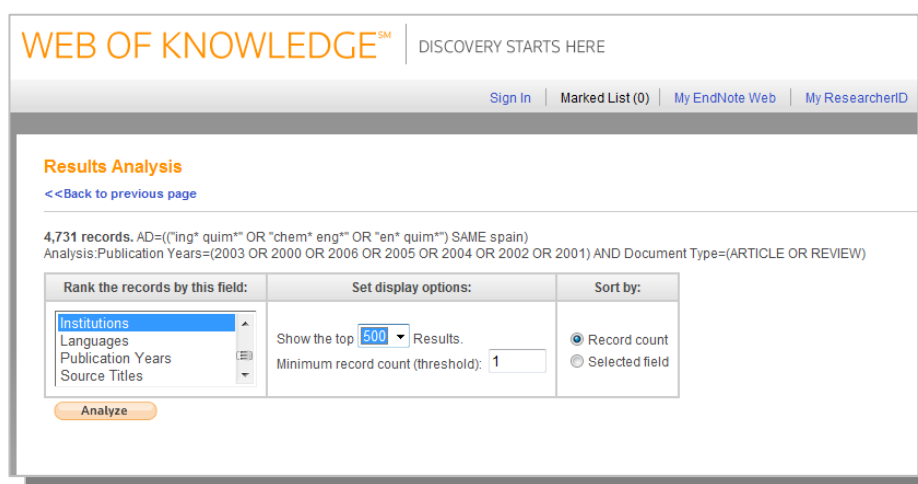 WEB OF KNOWLEDGE℠ DISCOVERY STARTS HERE
Sign In Marked List (0) My EndNote Web My ResearcherID
Results Analysis
<<Back to previous page
4,731 records. AD=(("ing* quim*" OR "chem* eng*" OR "en* quim*") SAME spain)
Analysis:Publication Years=(2003 OR 2000 OR 2006 OR 2005 OR 2004 OR 2002 OR 2001) AND Document Type=(ARTICLE OR REVIEW)
Rank the records by this field: Set display options: Sort by:
Institutions
Languages
Publication Years
Source Titles
Show the top 500 Results.
Minimum record count (threshold): 1
Record count
Selected field
Analyze